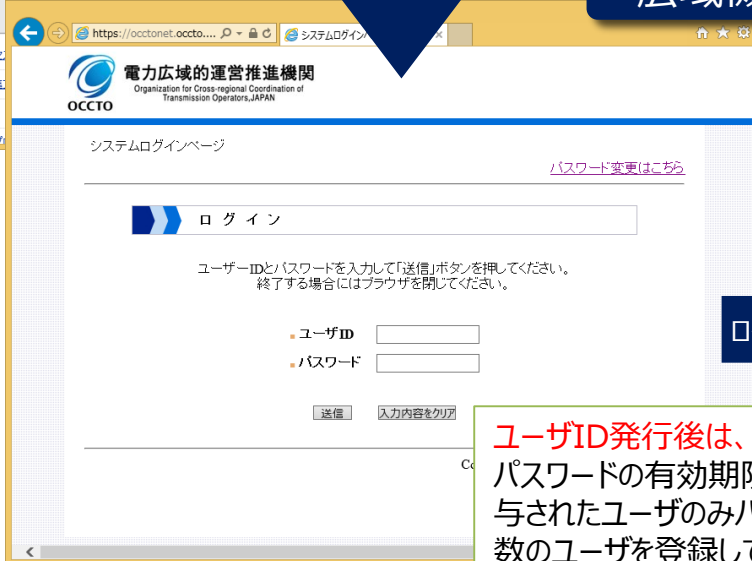 広域機
https://occtonet.occto....
システムログインペ
電力広域的運営推進機関
Organization for Cross-regional Coordination of
Transmission Operators,JAPAN
OCCTO
システムログインページ
パスワード変更はこちら
ログイン
ユーザーIDとパスワードを入力して「送信」ボタンを押してください。
終了する場合にはブラウザを閉じてください。
ユーザID
ロ
パスワード
送信 入力内容をクリア
ユーザID発行後は、
パスワードの有効期限
与されたユーザのみパ
数のユーザを登録して